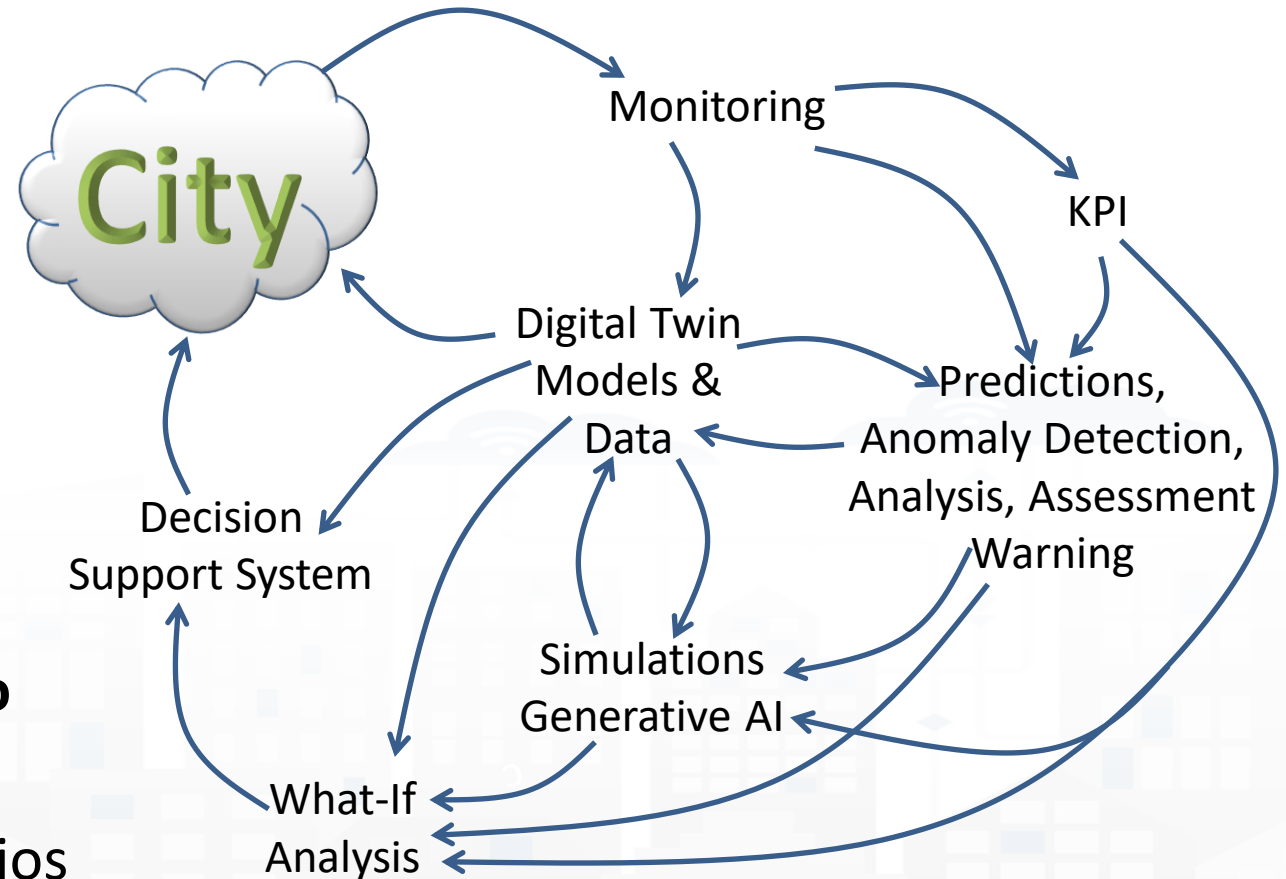 City
Monitoring
KPI
Digital Twin
Models &
Data
Predictions,
Anomaly Detection,
Analysis, Assessment
Warning
Decision
Support System
Simulations
Generative AI
What-If
Analysis